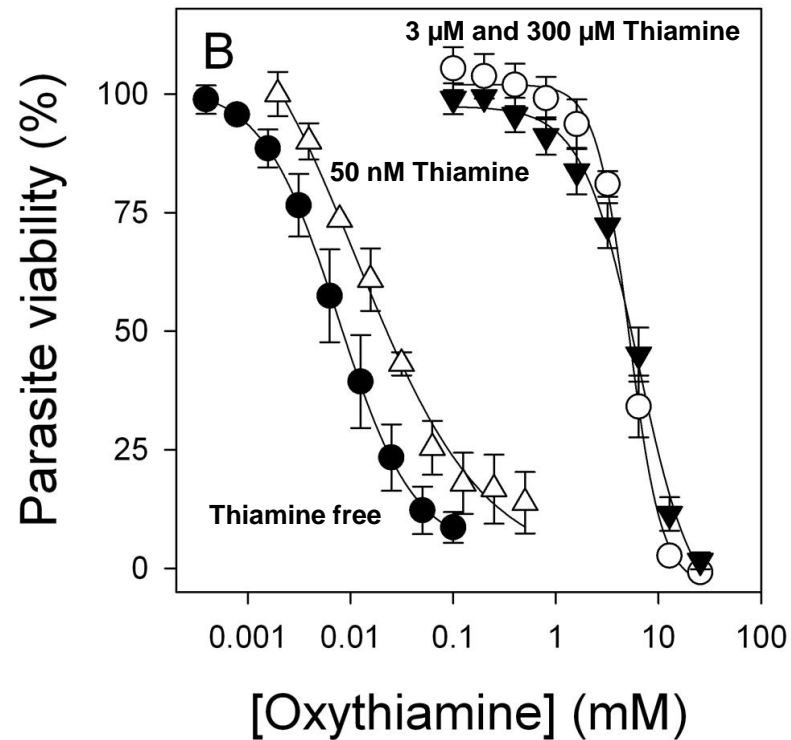 B
3 µM and 300 µM Thiamine
50 nM Thiamine
Thiamine free
Parasite viability (%)
100
75
50
25
0
0.001 0.01 0.1 1 10 100
[Oxythiamine] (mM)